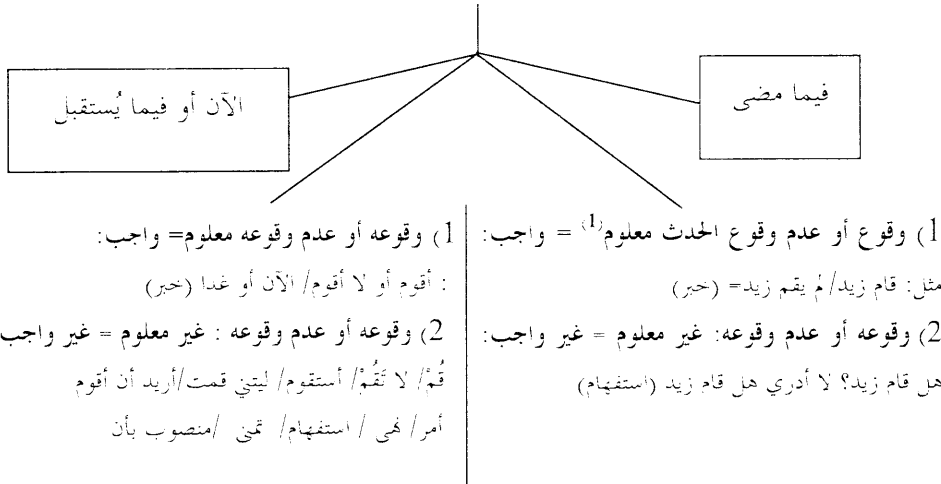 فيما مضى
الآن أو فيما يُستقبل
1) وقوع أو عدم وقوع الحدث معلوم(1) = واجب:
مثل: قام زيد/ لم يقم زيد= (خبر)
2) وقوعه أو عدم وقوعه: غير معلوم = غير واجب:
هل قام زيد؟ لا أدري هل قام زيد (استفهام)
1) وقوعه أو عدم وقوعه معلوم= واجب:
: أقوم أو لا أقوم/ الآن أو غدا (خبر)
2) وقوعه أو عدم وقوعه : غير معلوم = غير واجب
قُمْ/ لا تَقُمْ/ أستقوم/ ليتني قمت/أريد أن أقوم
أمر/ نهي / استفهام/ تمني /منصوب بأن